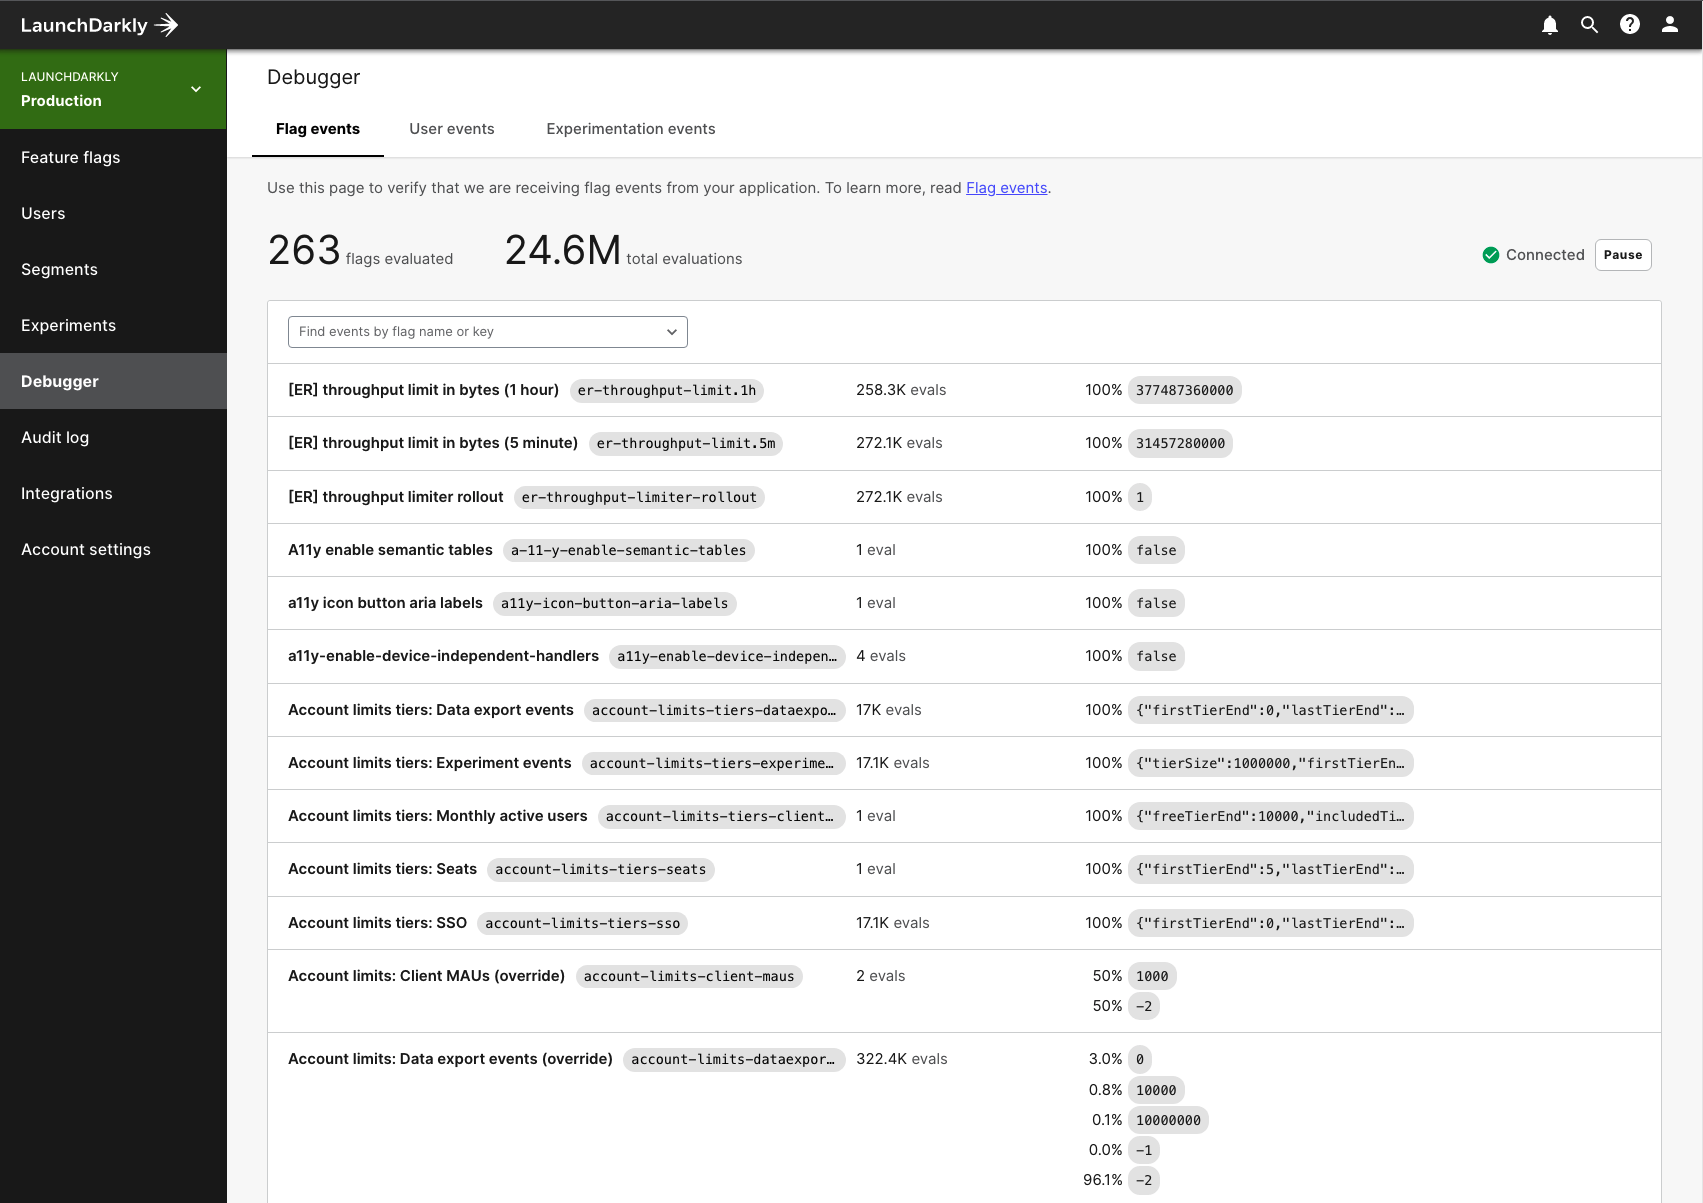 LaunchDarkly
LAUNCHDARKLY
Production
Feature flags
Users
Segments
Experiments
Debugger
Audit log
Integrations
Account settings
Debugger
Flag events User events Experimentation events
Use this page to verify that we are receiving flag events from your application. To learn more, read Flag events.
263 flags evaluated 24.6M total evaluations Connected Pause
Find events by flag name or key
[ER] throughput limit in bytes (1 hour) er-throughput-limit.1h 258.3K evals 100% 377487360000
[ER] throughput limit in bytes (5 minute) er-throughput-limit.5m 272.1K evals 100% 31457280000
[ER] throughput limiter rollout er-throughput-limiter-rollout 272.1K evals 100% 1
A11y enable semantic tables a-11-y-enable-semantic-tables 1 eval 100% false
a11y icon button aria labels a11y-icon-button-aria-labels 1 eval 100% false
a11y-enable-device-independent-handlers a11y-enable-device-indepen… 4 evals 100% false
Account limits tiers: Data export events account-limits-tiers-dataexpo… 17K evals 100% {"firstTierEnd":0,"lastTierEnd":…
Account limits tiers: Experiment events account-limits-tiers-experime… 17.1K evals 100% {"tierSize":1000000,"firstTierEn…
Account limits tiers: Monthly active users account-limits-tiers-client… 1 eval 100% {"freeTierEnd":10000,"includedTi…
Account limits tiers: Seats account-limits-tiers-seats 1 eval 100% {"firstTierEnd":5,"lastTierEnd":…
Account limits tiers: SSO account-limits-tiers-sso 17.1K evals 100% {"firstTierEnd":0,"lastTierEnd":…
Account limits: Client MAUs (override) account-limits-client-maus 2 evals 50% 1000
50% -2
Account limits: Data export events (override) account-limits-dataexpor… 322.4K evals 3.0% 0
0.8% 10000
0.1% 10000000
0.0% -1
96.1% -2